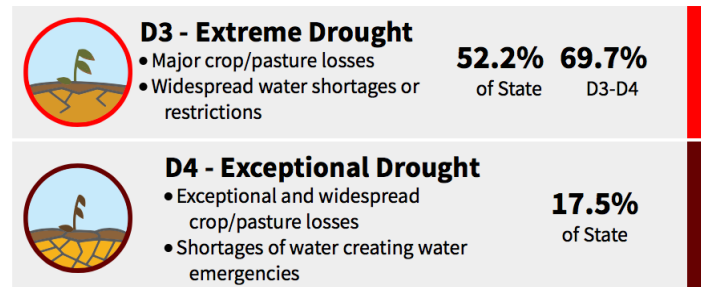 D3 - Extreme Drought
• Major crop/pasture losses
• Widespread water shortages or
restrictions
52.2% 69.7%
of State D3-D4
D4 - Exceptional Drought
• Exceptional and widespread
crop/pasture losses
• Shortages of water creating water
emergencies
17.5%
of State